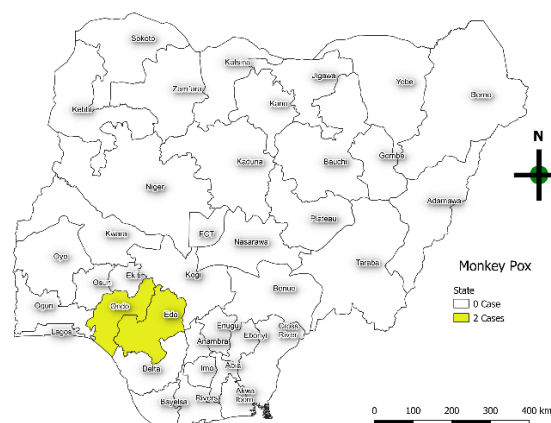 Sokoto
Katsina
Jigawa
Yobe
Borno
Zamfara
Kano
Kebbi
N
Gombe
Kaduna
Bauchi
Niger
Adamawa
Plateau
Kwara
FCT
Nasarawa
Oyo
Taraba
Monkey Pox
Ekiti
Kogi
Osun
Benue
State
0 Case
2 Cases
Ogun
Ondo
Edo
Lagos
Enugu
Ebonyi
Cross
River
Anambra
Delta
Imo
Abia
Bayelsa
Rivers
Akwa
Ibom
0 100 200 300 400 km